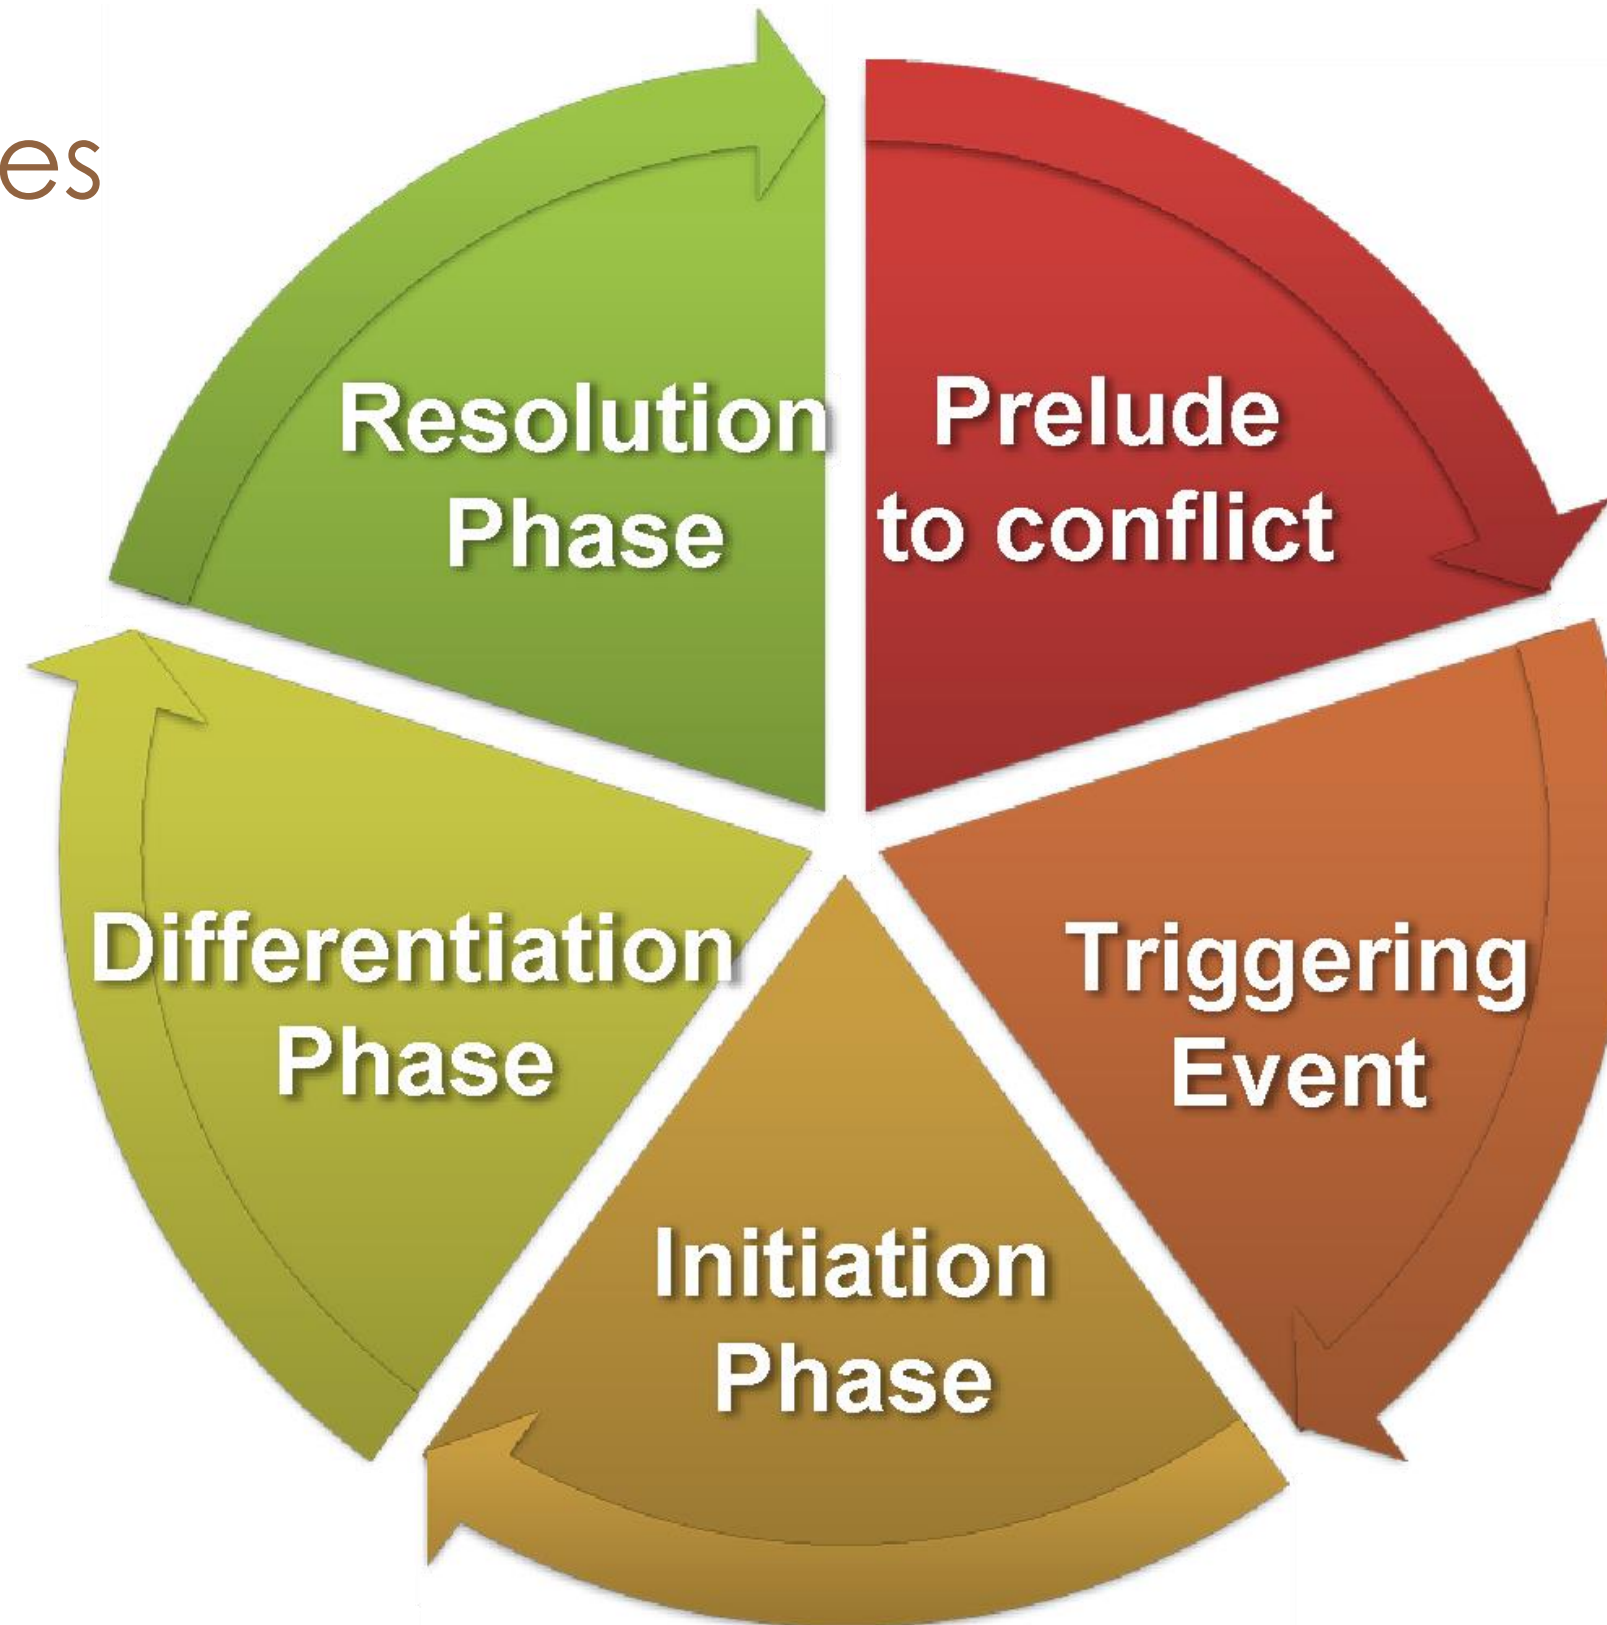 es
Prelude
to conflict
Triggering
Event
Initiation
Phase
Differentiation
Phase
Resolution
Phase